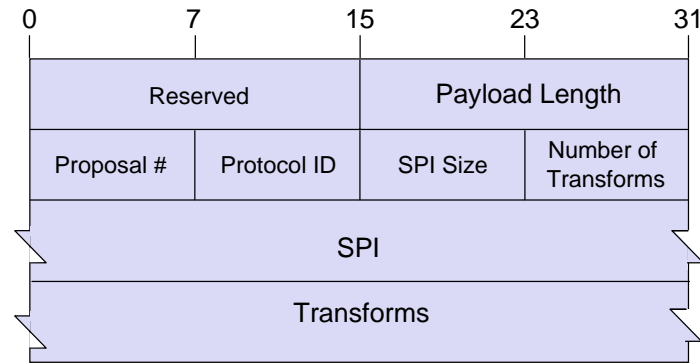 0 7 15 23 31
Reserved Payload Length
Proposal # Protocol ID SPI Size Number of Transforms
SPI
Transforms